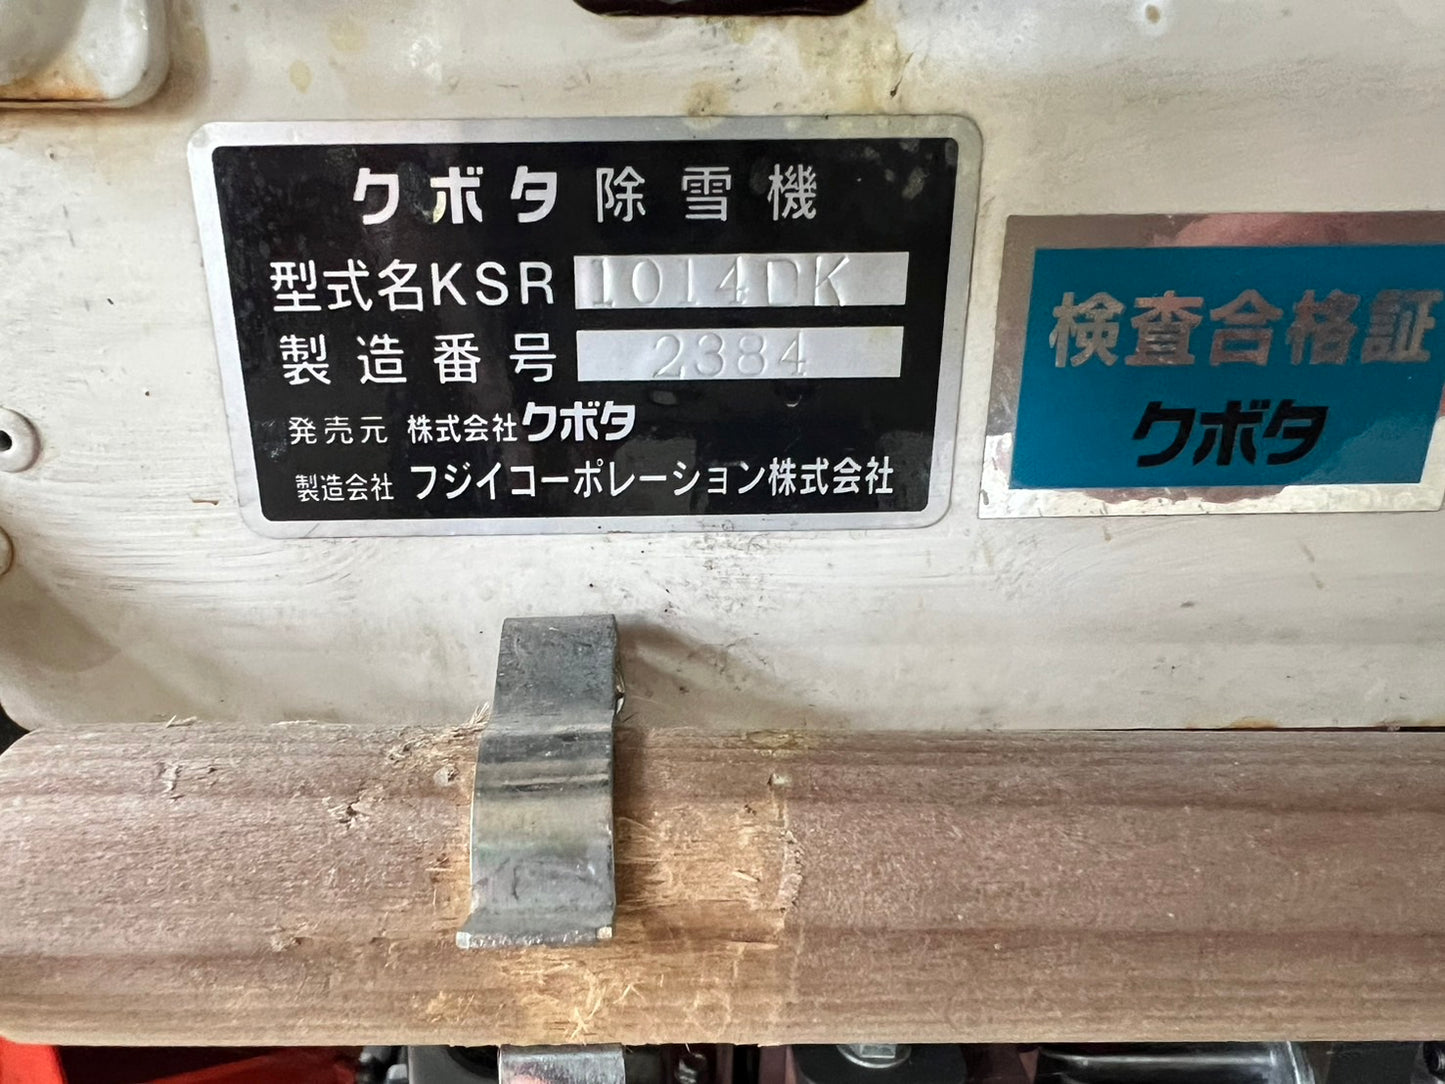 クボタ除雪機
型式名KSR 1014DK
製造番号 2384
発売元 株式会社クボタ
製造会社 フジイコーポレーション株式会社
検査合格証
クボタ